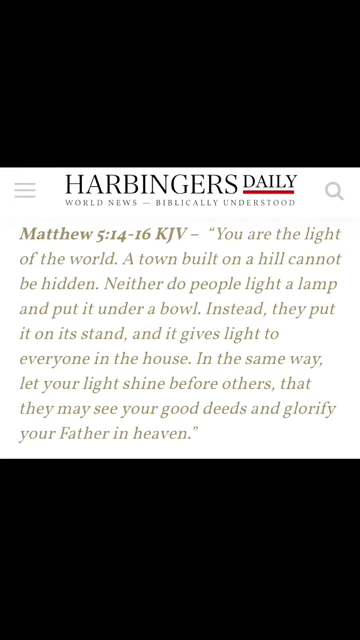 HARBINGERS DAILY
WORLD NEWS — BIBLICALLY UNDERSTOOD
Matthew 5:14-16 KJV – “You are the light
of the world. A town built on a hill cannot
be hidden. Neither do people light a lamp
and put it under a bowl. Instead, they put
it on its stand, and it gives light to
everyone in the house. In the same way,
let your light shine before others, that
they may see your good deeds and glorify
your Father in heaven.”